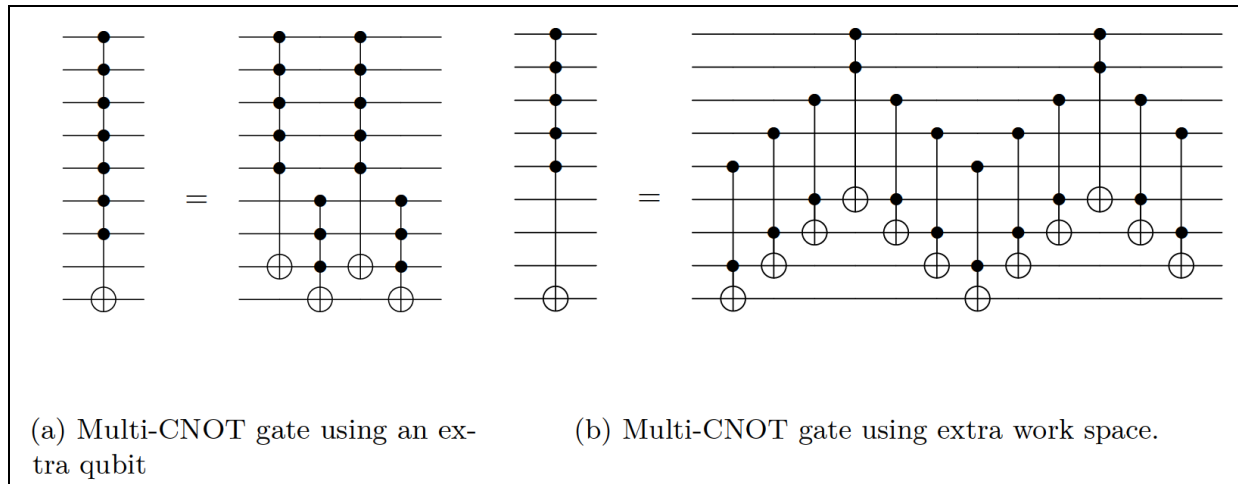 =
=
(a) Multi-CNOT gate using an ex-
tra qubit
(b) Multi-CNOT gate using extra work space.